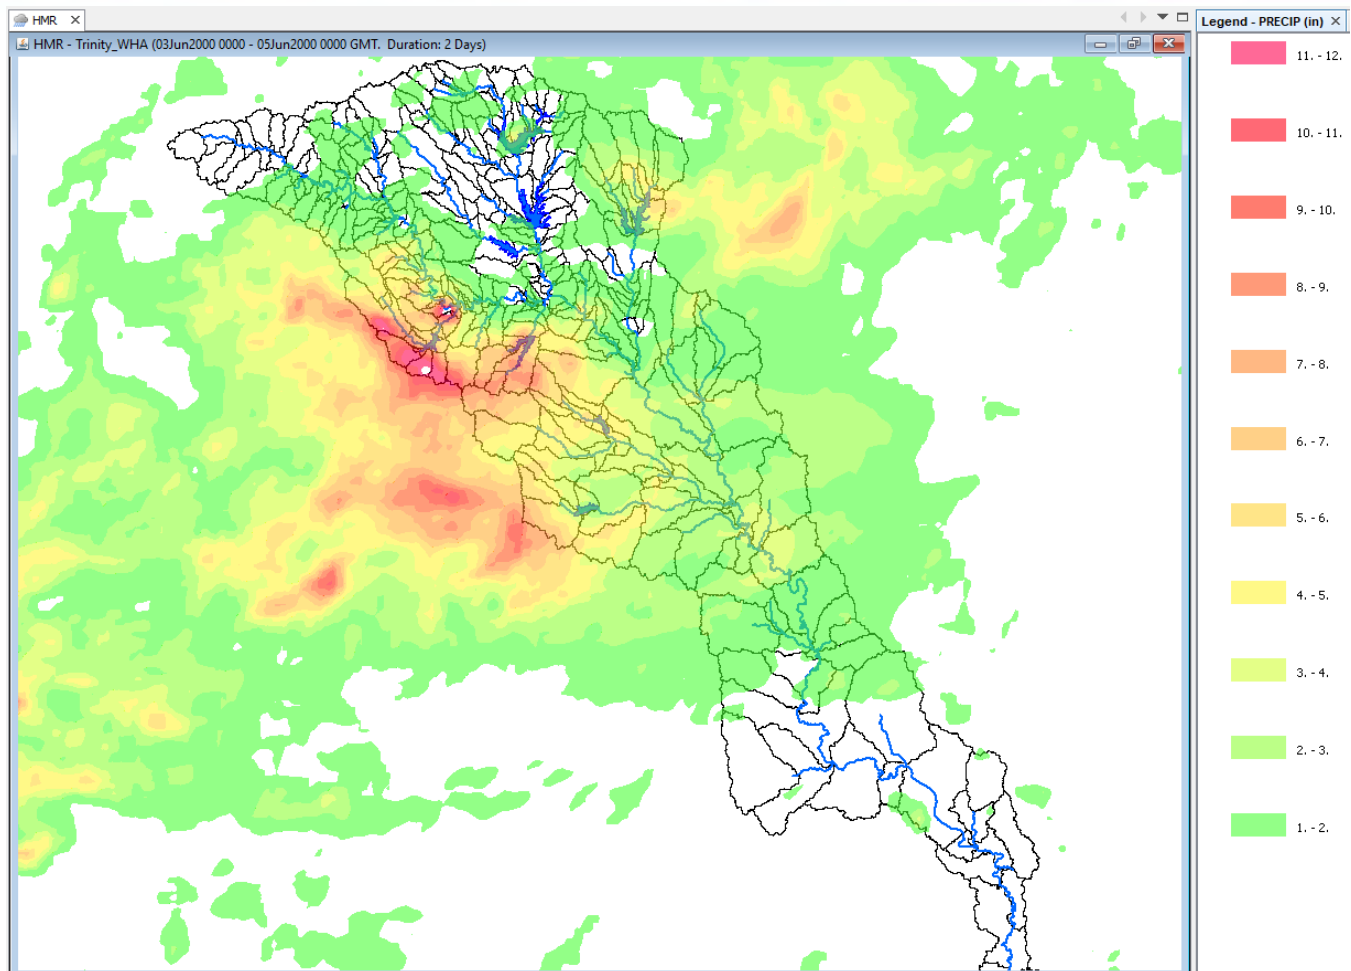 HMR
Legend - PRECIP (in)
HMR - Trinity_WHA (03Jun2000 0000 - 05Jun2000 0000 GMT. Duration: 2 Days)
11. - 12.
10. - 11.
9. - 10.
8. - 9.
7. - 8.
6. - 7.
5. - 6.
4. - 5.
3. - 4.
2. - 3.
1. - 2.